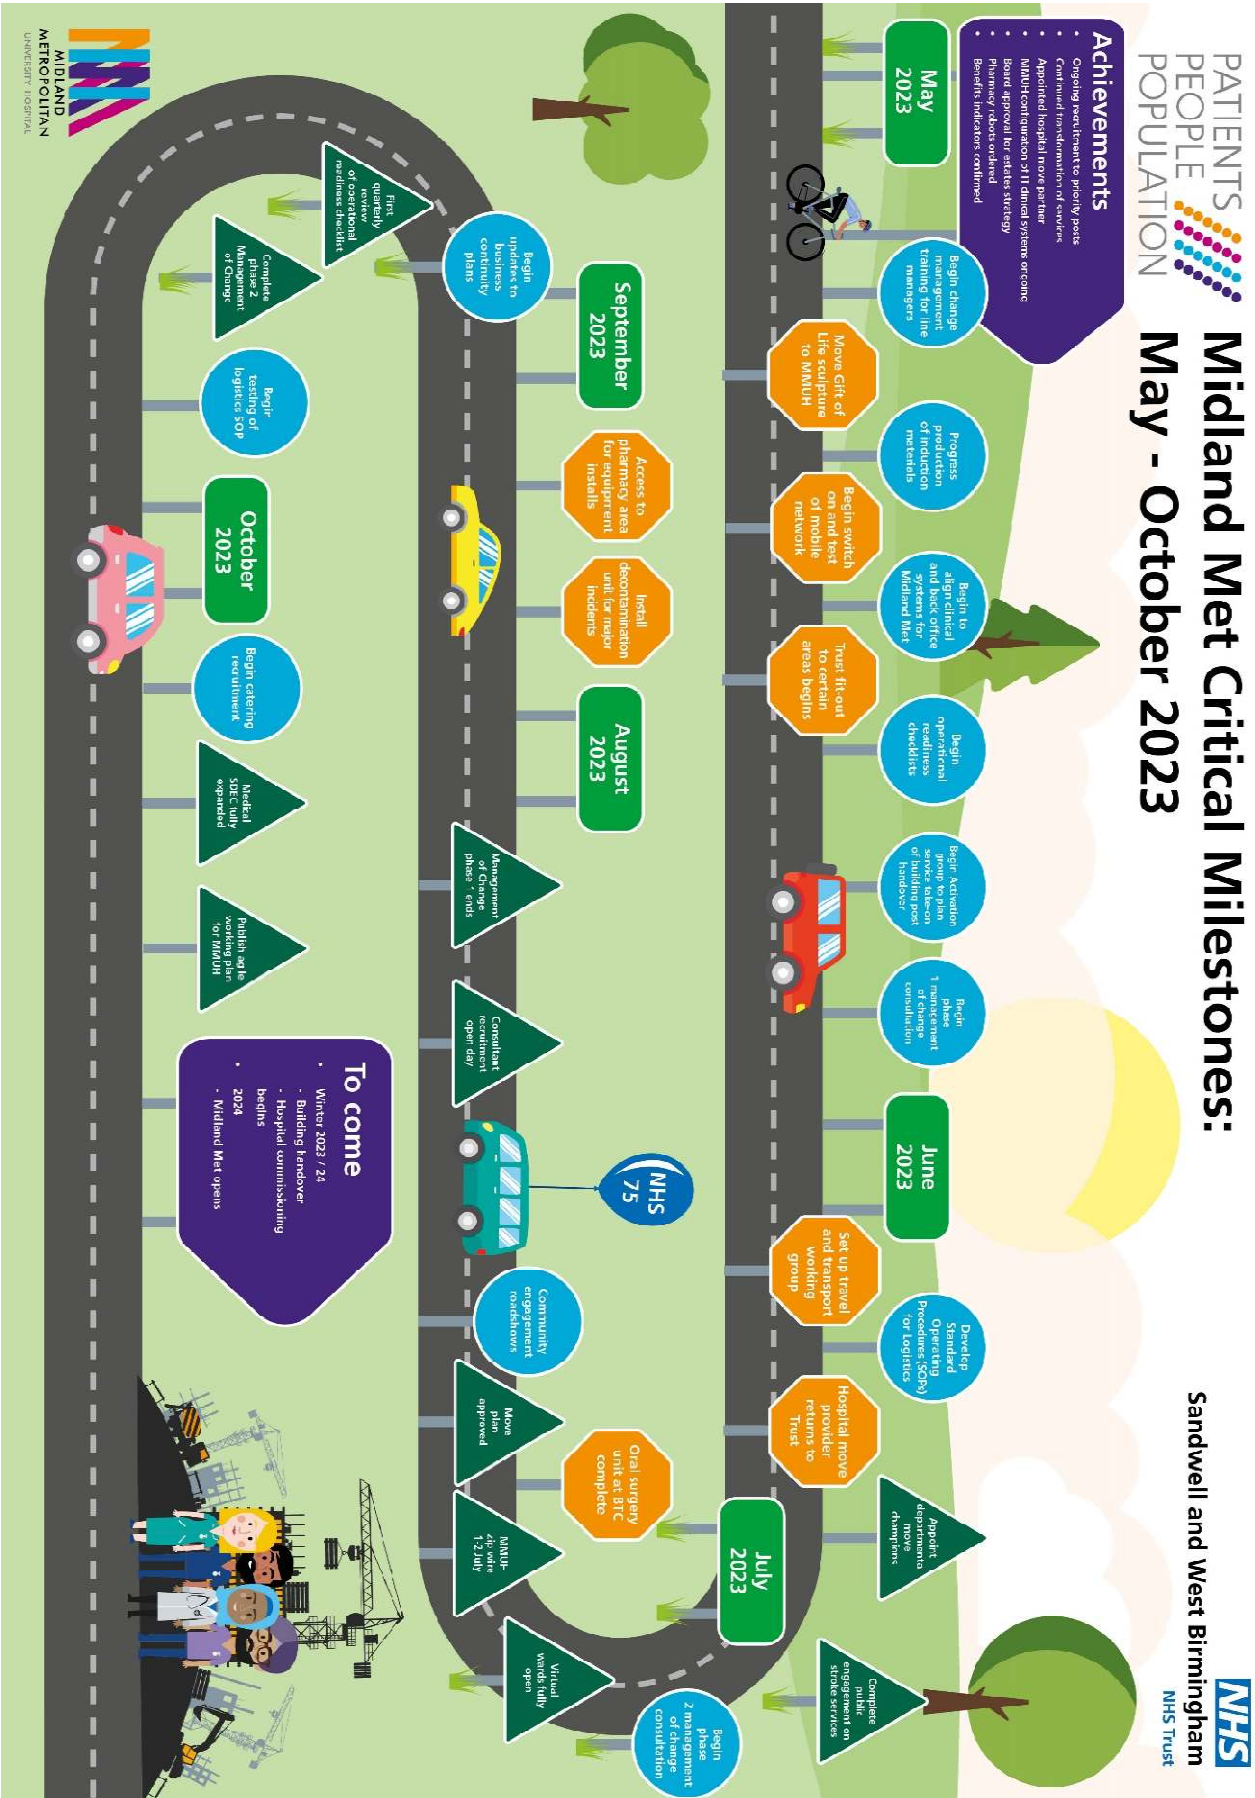 PATIENTS
PEOPLE
POPULATION
Midland Met Critical Milestones:
May - October 2023
NHS
Sandwell and West Birmingham
NHS Trust
Achievements
• Ongoing recruitment to priority posts
• Continued transformation of services
• Appointed hospital move partner
• MMUH configuration of IT clinical systems ongoing
• Board approval for estates strategy
• Pharmacy robots ordered
• Benefits indicators confirmed
May
2023
Begin change
management
training for line
managers
Move Gift of
Life sculpture
to MMUH
Progress
production
of induction
materials
Begin switch
on and test
of mobile
network
Begin to
align clinical
and back office
systems for
Midland Met
Trust fit-out
to certain
areas begins
Begin
operational
readiness
checklists
Begin Activation
group to plan
service take-on
of building post
handover
Begin
phase
1 management
of change
consultation
June
2023
Set up travel
and transport
working
group
Develop
Standard
Operating
Procedures (SOPs)
for Logistics
Hospital move
provider
returns to
Trust
Appoint
departmental
move
champions
Complete
public
engagement on
stroke services
July
2023
Begin
phase
2 management
of change
consultation
Virtual
wards fully
open
MMUH
zip wire
1-2 July
Oral surgery
unit at BTC
complete
Move
plan
approved
Community
engagement
roadshows
NHS
75
Consultant
recruitment
open day
Management
of Change
phase 1 ends
August
2023
Install
decontamination
unit for major
incidents
Access to
pharmacy area
for equipment
installs
September
2023
Begin
updates to
business
continuity
plans
First
quarterly
review
of operational
readiness checklist
Complete
phase 2
Management
of Change
Begin
testing of
logistics SOP
October
2023
Begin catering
recruitment
Medical
SDEC fully
expanded
Publish agile
working plan
for MMUH
To come
• Winter 2023 / 24
- Building handover
- Hospital commissioning
begins
• 2024
- Midland Met opens
MIDLAND
METROPOLITAN
UNIVERSITY HOSPITAL